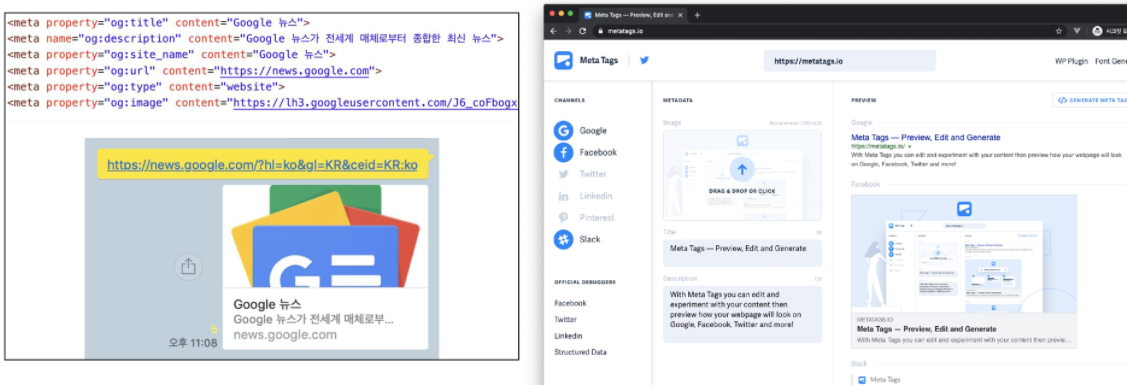 <meta property="og:title" content="Google 뉴스">
<meta name="og:description" content="Google 뉴스가 전세계 매체로부터 종합한 최신 뉴스">
<meta property="og:site_name" content="Google 뉴스">
<meta property="og:url" content="https://news.google.com">
<meta property="og:type" content="website">
<meta property="og:image" content="https://lh3.googleusercontent.com/J6_coFbogx
https://news.google.com/?hl=ko&gl=KR&ceid=KR:ko
Google 뉴스
Google 뉴스가 전세계 매체로부...
news.google.com
5
오후 11:08
Meta Tags — Preview, Edit and
metatags.io
Meta Tags
https://metatags.io
WP Plugin Font Gene
CHANNELS
Google
Facebook
Twitter
Linkedin
Pinterest
Slack
OFFICIAL DEBUGGERS
Facebook
Twitter
Linkedin
Structured Data
METADATA
Image
DRAG & DROP OR CLICK
Title
Meta Tags — Preview, Edit and Generate
Description
With Meta Tags you can edit and
experiment with your content then
preview how your webpage will look on
Google, Facebook, Twitter and more!
PREVIEW
GENERATE META TAG
Google
Meta Tags — Preview, Edit and Generate
https://metatags.io/
With Meta Tags you can edit and experiment with your content then preview how your webpage will look
on Google, Facebook, Twitter and more!
Facebook
METATAGS.IO
Meta Tags — Preview, Edit and Generate
With Meta Tags you can edit and experiment with your content then previe...
Slack
Meta Tags